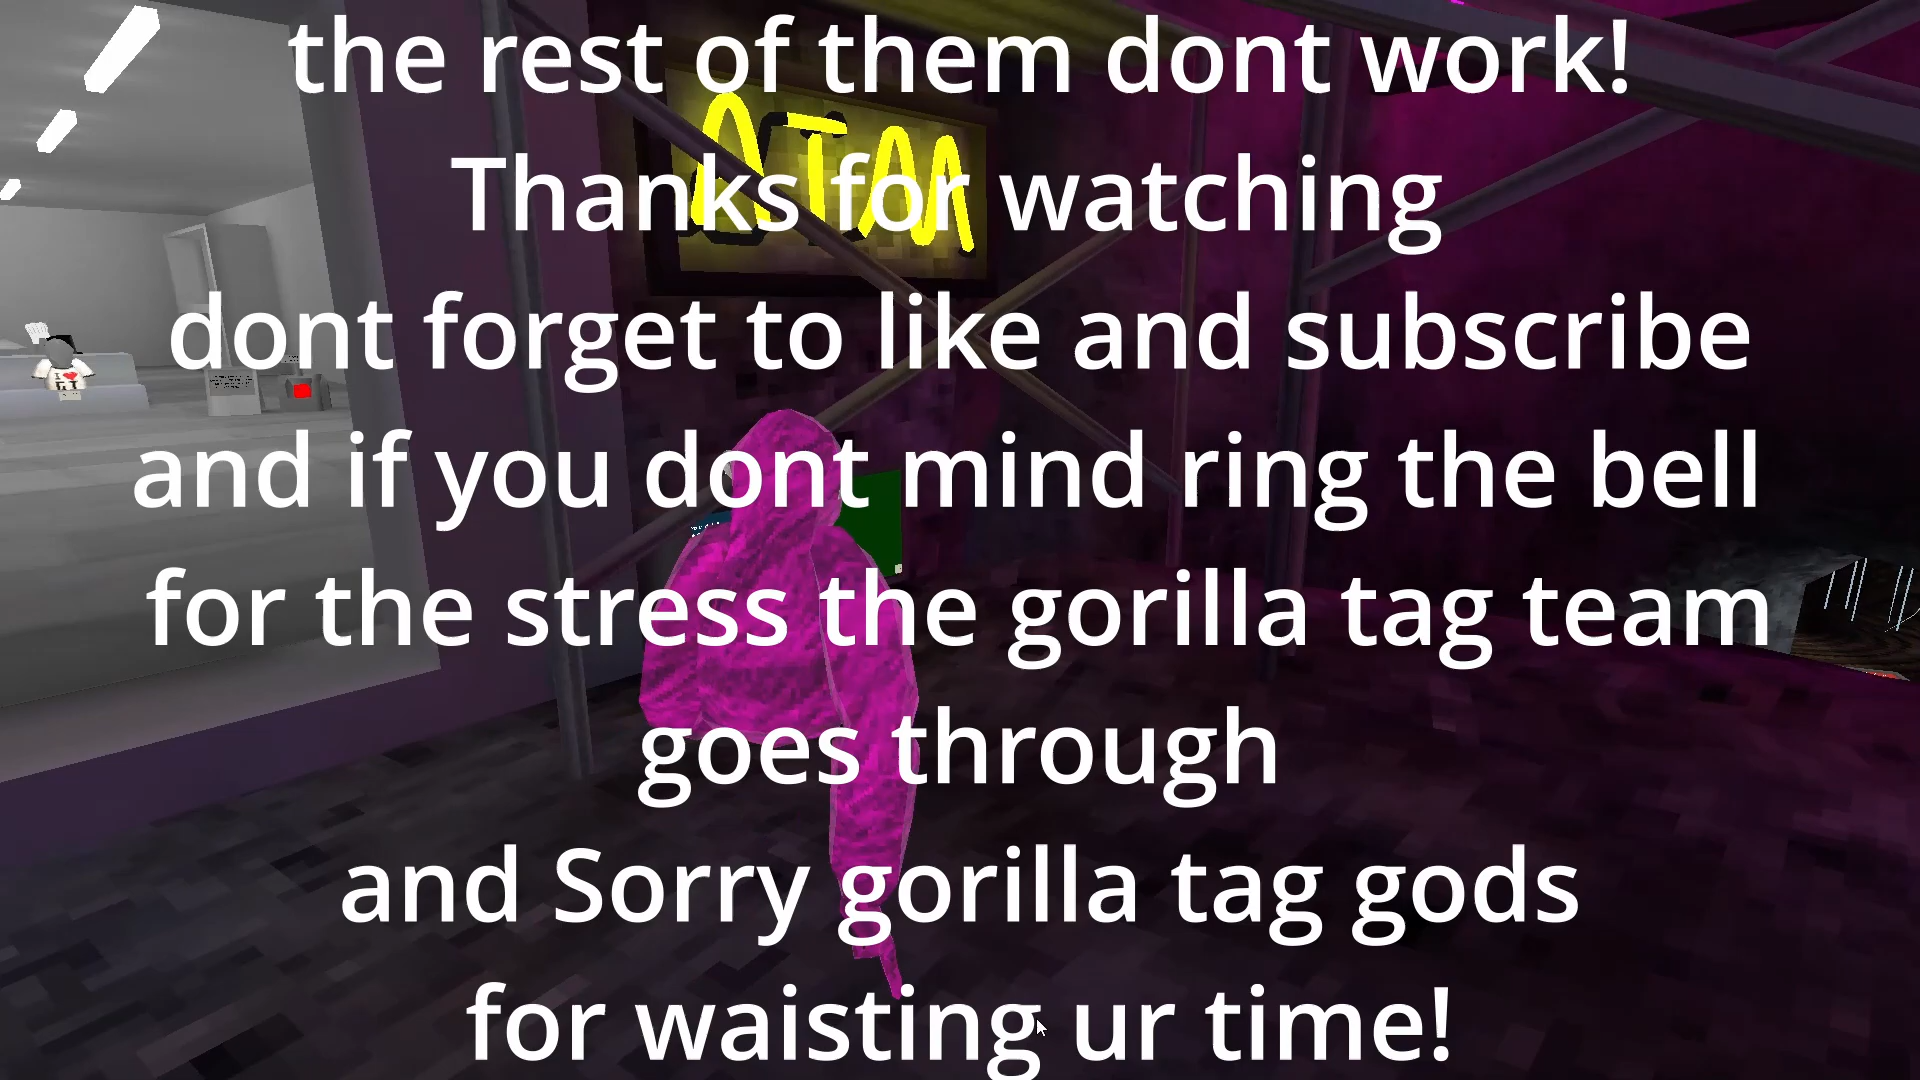 the rest of them dont work!
ATM
Thanks for watching
dont forget to like and subscribe
and if you dont mind ring the bell
for the stress the gorilla tag team
goes through
and Sorry gorilla tag gods
for waisting ur time!